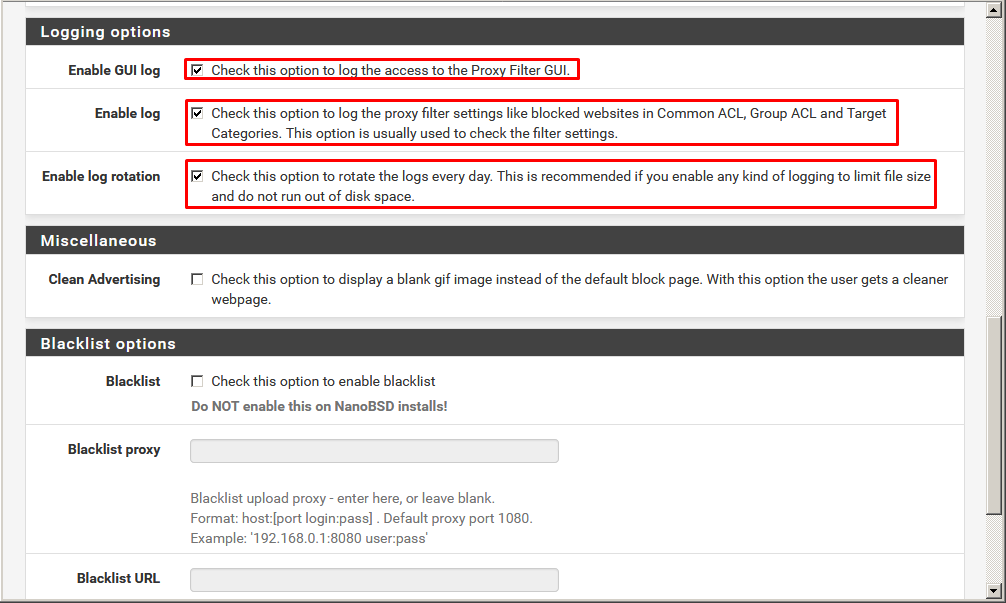 Logging options
Enable GUI log
Check this option to log the access to the Proxy Filter GUI.
Enable log
Check this option to log the proxy filter settings like blocked websites in Common ACL, Group ACL and Target
Categories. This option is usually used to check the filter settings.
Enable log rotation
Check this option to rotate the logs every day. This is recommended if you enable any kind of logging to limit file size
and do not run out of disk space.
Miscellaneous
Clean Advertising
Check this option to display a blank gif image instead of the default block page. With this option the user gets a cleaner
webpage.
Blacklist options
Blacklist
Check this option to enable blacklist
Do NOT enable this on NanoBSD installs!
Blacklist proxy
Blacklist upload proxy - enter here, or leave blank.
Format: host:[port login:pass] . Default proxy port 1080.
Example: '192.168.0.1:8080 user:pass'
Blacklist URL